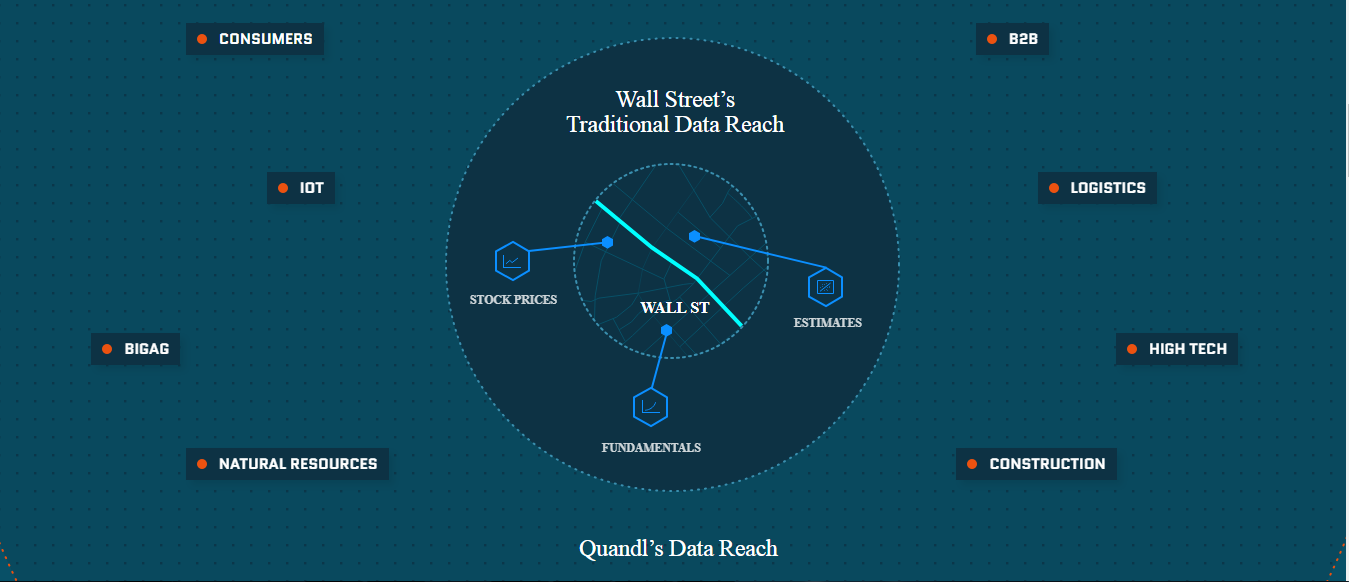 CONSUMERS
B2B
Wall Street’s
Traditional Data Reach
IOT
LOGISTICS
STOCK PRICES
WALL ST
ESTIMATES
BIGAG
HIGH TECH
FUNDAMENTALS
NATURAL RESOURCES
CONSTRUCTION
Quandl’s Data Reach